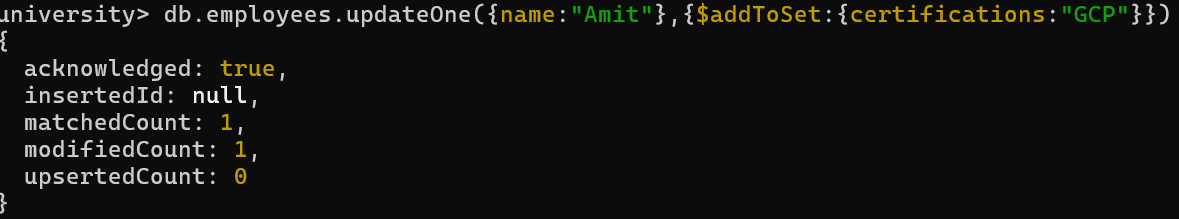 university> db.employees.updateOne({name:"Amit"},{$addToSet:{certifications:"GCP"}})
{
  acknowledged: true,
  insertedId: null,
  matchedCount: 1,
  modifiedCount: 1,
  upsertedCount: 0
}